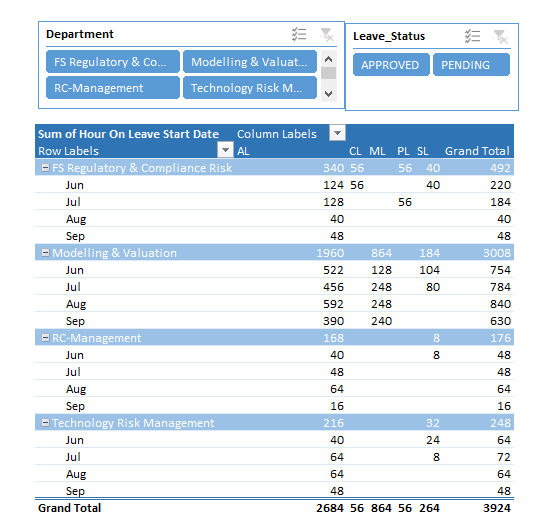 Department
FS Regulatory & Co...
Modelling & Valuat...
RC-Management
Technology Risk M...
Leave_Status
APPROVED
PENDING
Sum of Hour On Leave Start Date Column Labels
Row Labels AL CL ML PL SL Grand Total
FS Regulatory & Compliance Risk 340 56 56 40 492
Jun 124 56 40 220
Jul 128 56 184
Aug 40 40
Sep 48 48
Modelling & Valuation 1960 864 184 3008
Jun 522 128 104 754
Jul 456 248 80 784
Aug 592 248 840
Sep 390 240 630
RC-Management 168 8 176
Jun 40 8 48
Jul 48 48
Aug 64 64
Sep 16 16
Technology Risk Management 216 32 248
Jun 40 24 64
Jul 64 8 72
Aug 64 64
Sep 48 48
Grand Total 2684 56 864 56 264 3924